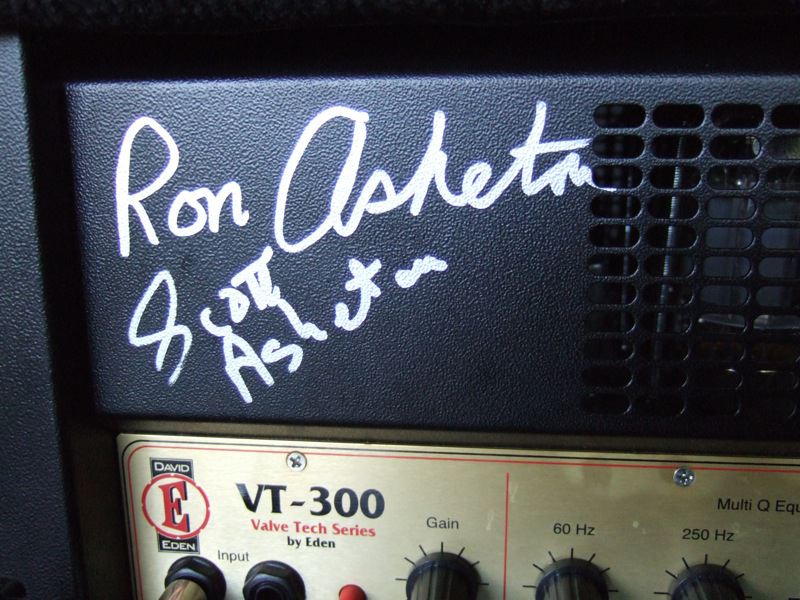 Ron Asheton
Scott
Asheton
DAVID
E
EDEN
VT-300
Valve Tech Series
by Eden
Input
Gain
60 Hz
250 Hz
Multi Q Equ